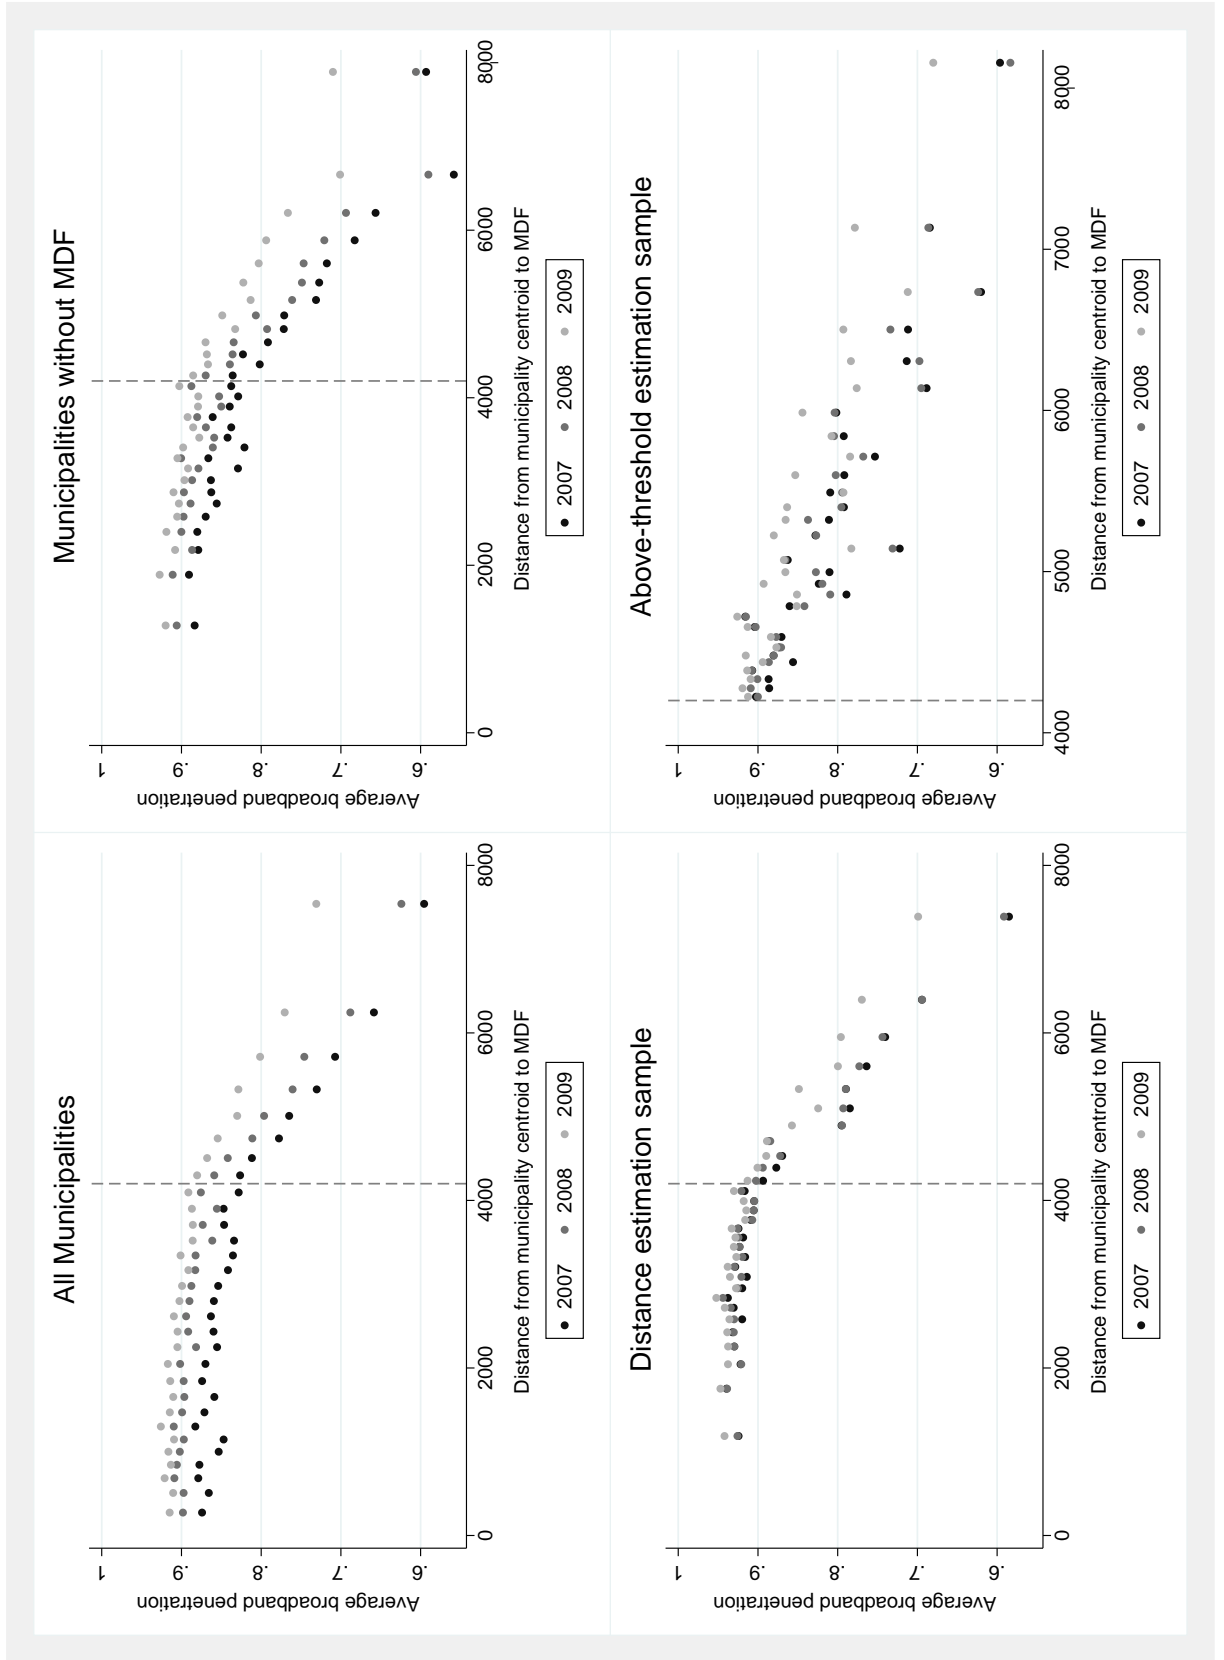 All Municipalities
Average broadband penetration
1
.9
.8
.7
.6
0 2000 4000 6000 8000
Distance from municipality centroid to MDF
2007 2008 2009
Municipalities without MDF
Average broadband penetration
1
.9
.8
.7
.6
0 2000 4000 6000 8000
Distance from municipality centroid to MDF
2007 2008 2009
Distance estimation sample
Average broadband penetration
1
.9
.8
.7
.6
0 2000 4000 6000 8000
Distance from municipality centroid to MDF
2007 2008 2009
Above-threshold estimation sample
Average broadband penetration
1
.9
.8
.7
.6
4000 5000 6000 7000 8000
Distance from municipality centroid to MDF
2007 2008 2009